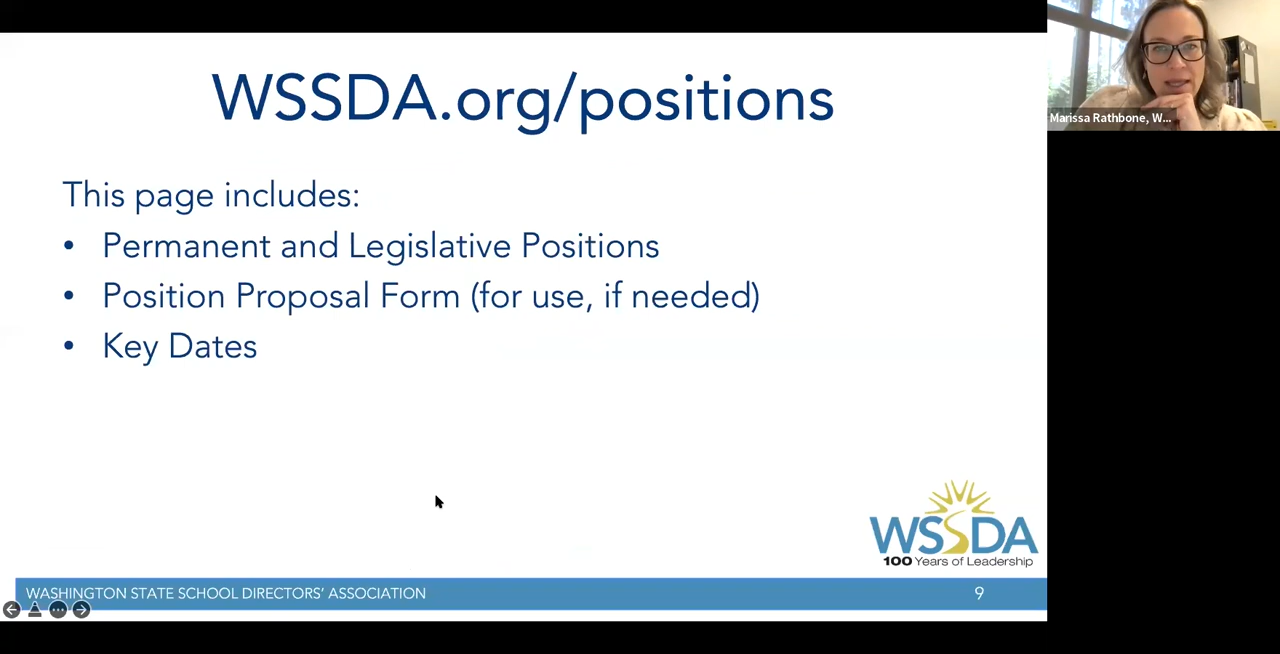 WSSDA.org/positions
This page includes:
• Permanent and Legislative Positions
• Position Proposal Form (for use, if needed)
• Key Dates
WSSDA
100 Years of Leadership
WASHINGTON STATE SCHOOL DIRECTORS’ ASSOCIATION
9
Marissa Rathbone, W...